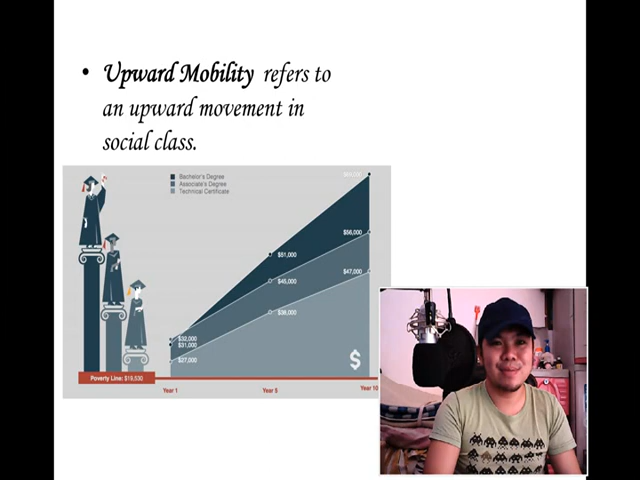 • Upward Mobility refers to
an upward movement in
social class.
Bachelor's Degree
Associate's Degree
Technical Certificate
$51,000
$56,000
$45,000
$47,000
$32,000
$31,000
$27,000
$
Poverty Line: $19,530
Year 1
Year 5
Year 10